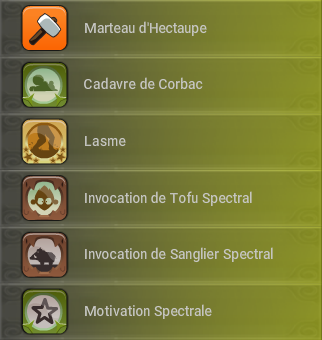 Marteau d'Hectaupe
Cadavre de Corbac
Lasme
Invocation de Tofu Spectral
Invocation de Sanglier Spectral
Motivation Spectrale